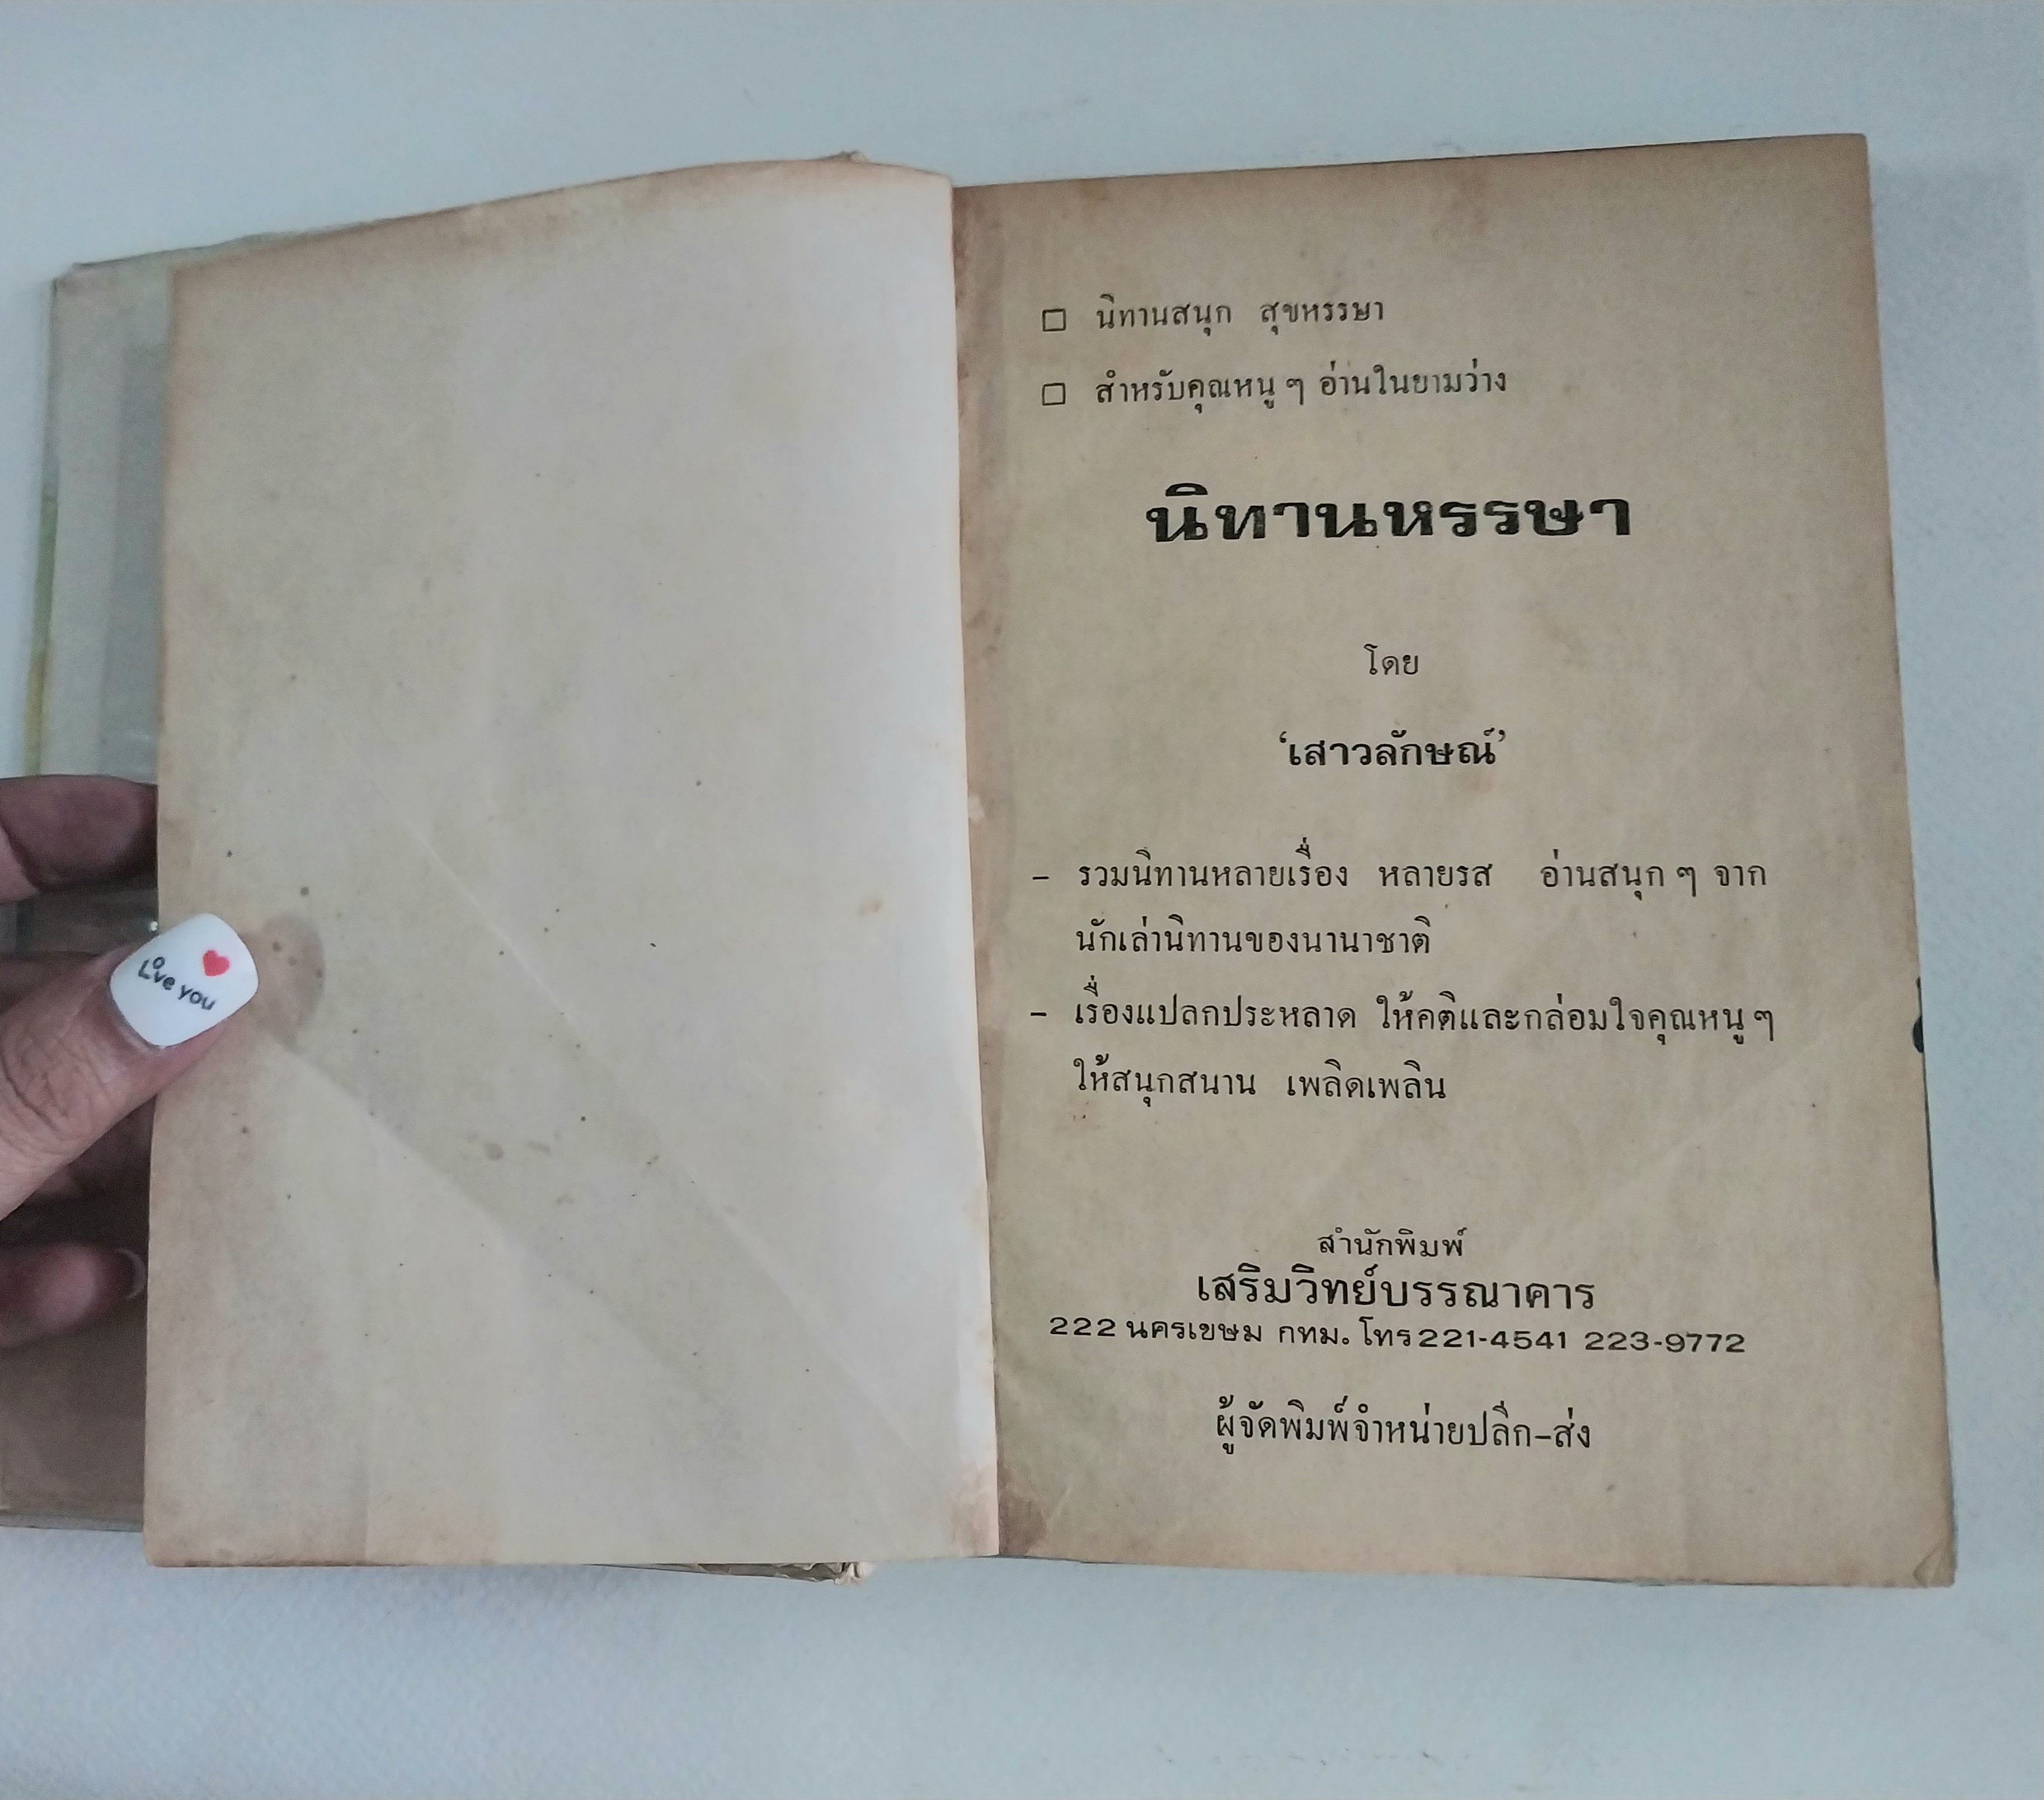 □ นิทานสนุก สุขหรรษา
□ สำหรับคุณหนู ๆ อ่านในยามว่าง
นิทานหรรษา
โดย
‘เสาวลักษณ์’
– รวมนิทานหลายเรื่อง หลายรส อ่านสนุก ๆ จาก
นักเล่านิทานของนานาชาติ
– เรื่องแปลกประหลาด ให้คติและกล่อมใจคุณหนู ๆ
ให้สนุกสนาน เพลิดเพลิน
สำนักพิมพ์
เสริมวิทย์บรรณาคาร
222 นครเขษม กทม. โทร 221-4541 223-9772
ผู้จัดพิมพ์จำหน่ายปลีก–ส่ง
Love you